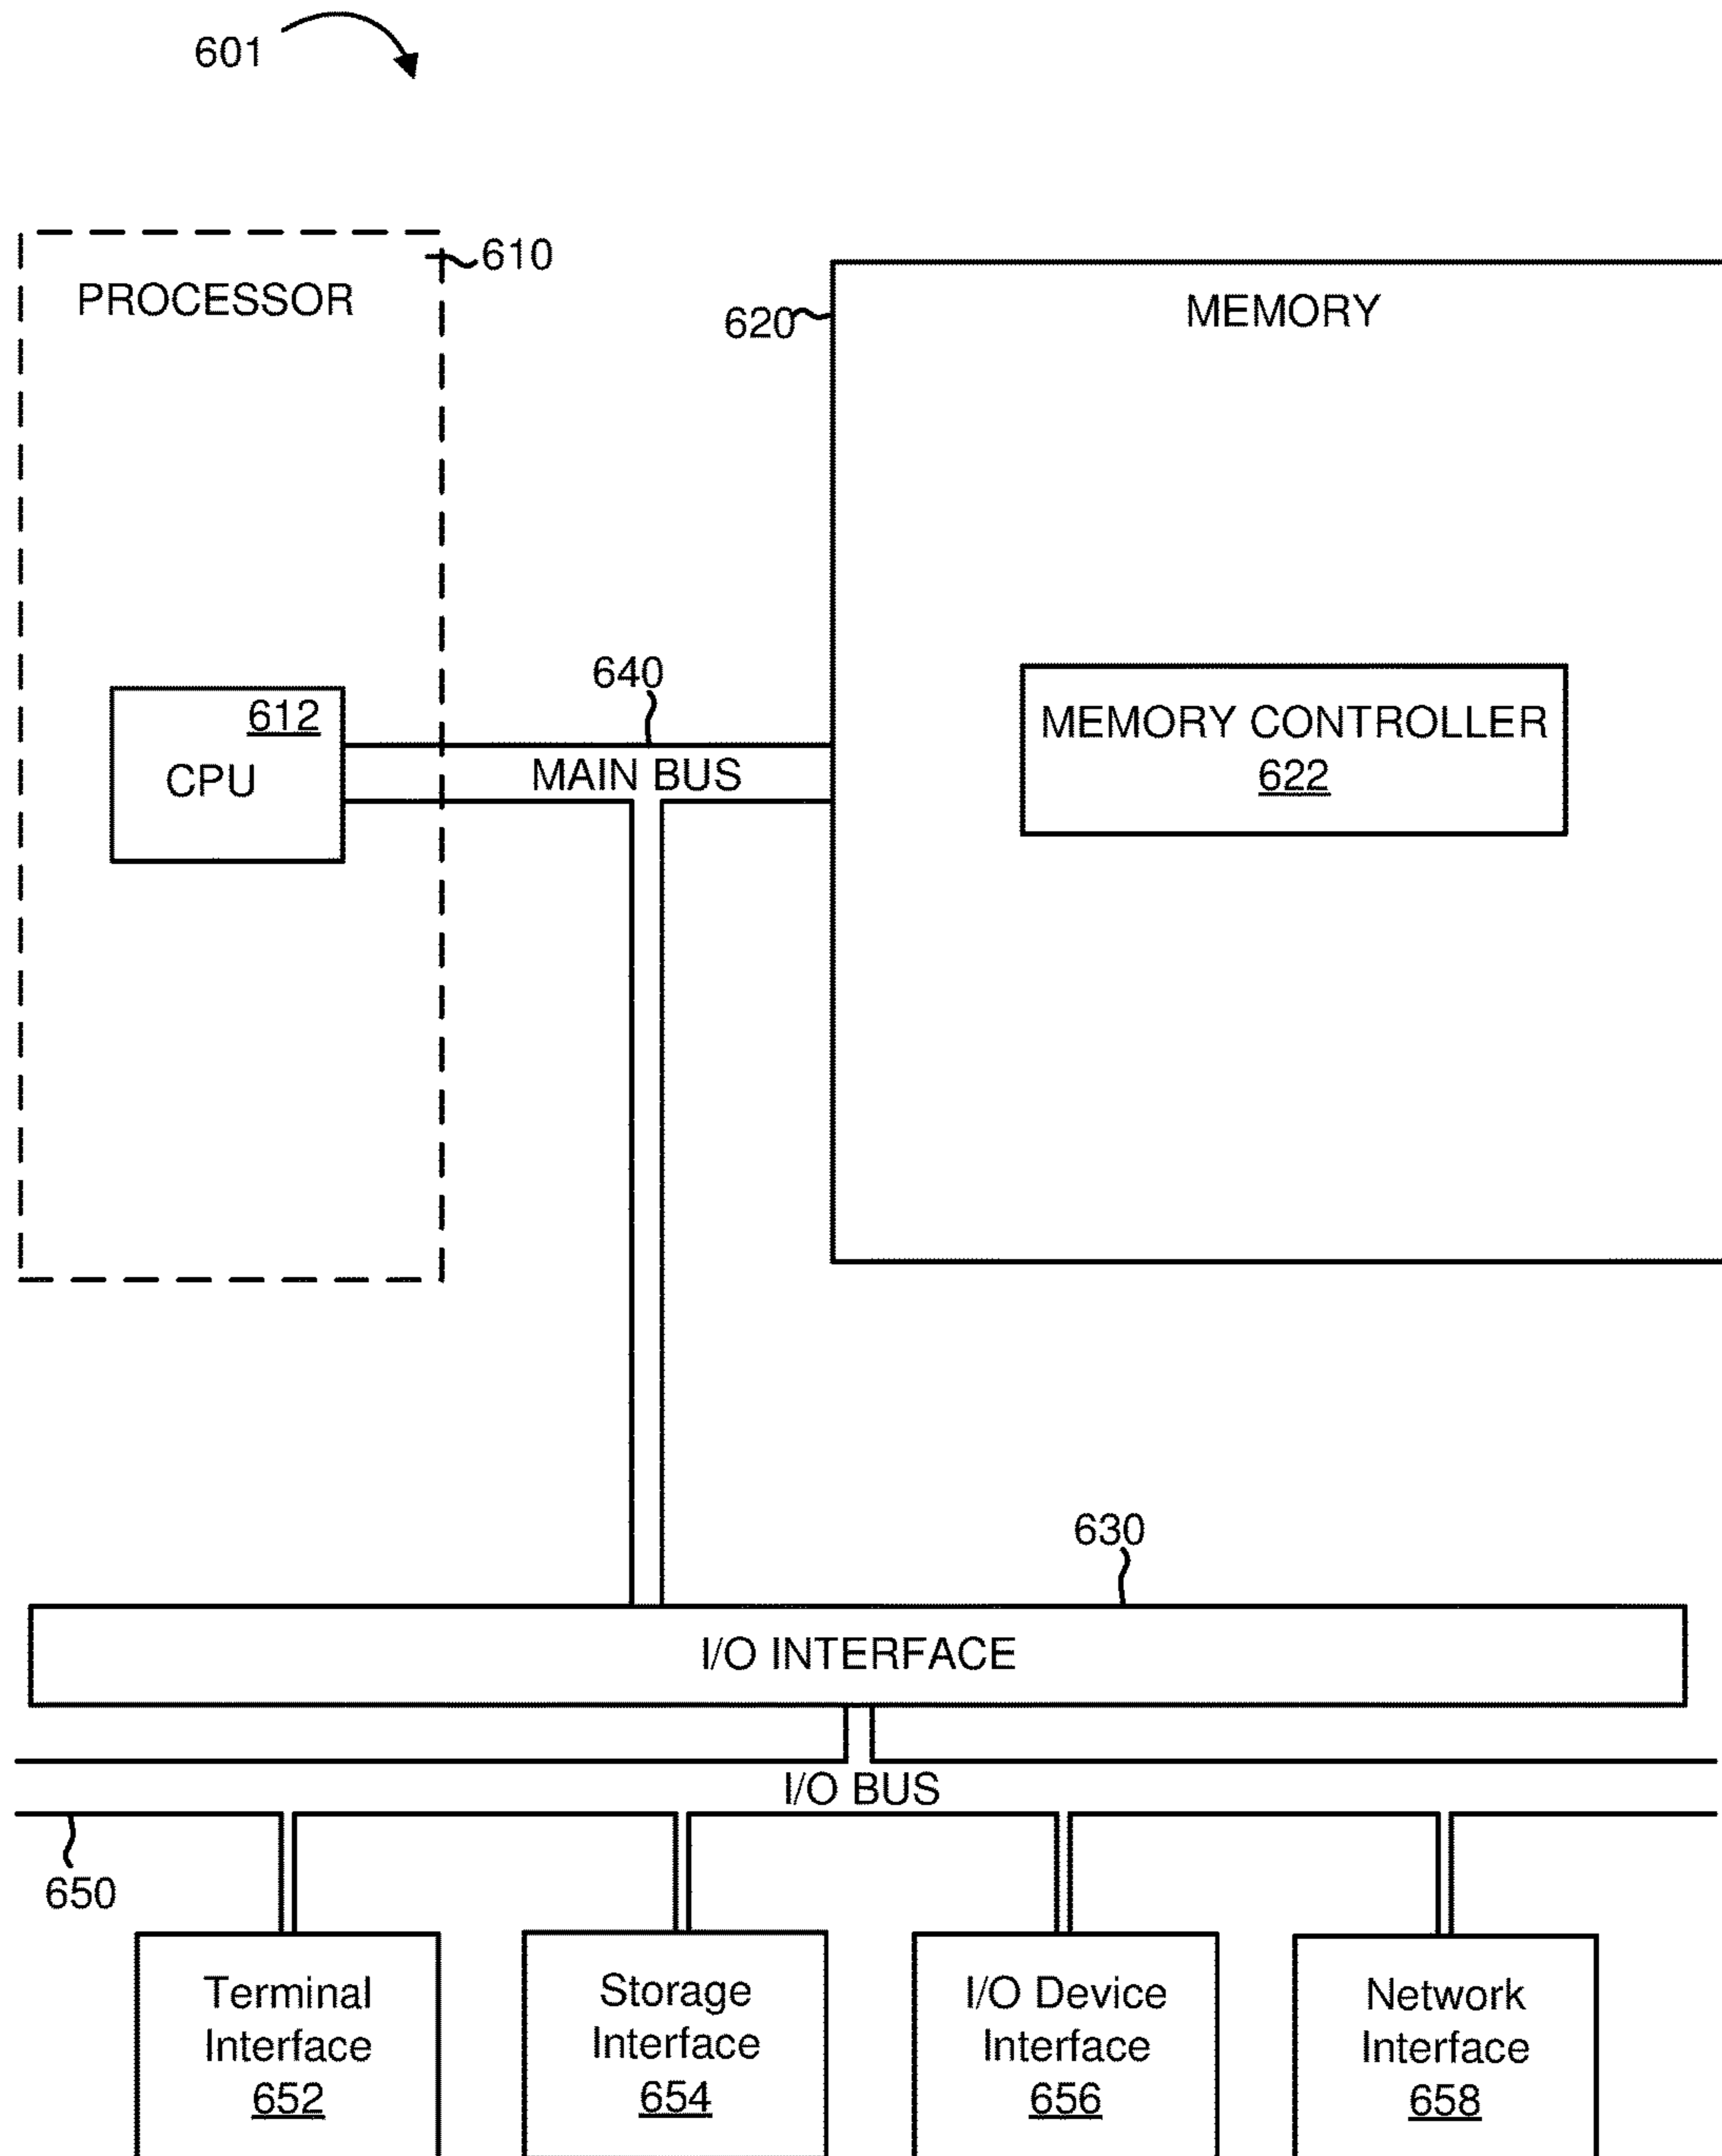 601
610
PROCESSOR
620
MEMORY
640
612
CPU
MAIN BUS
MEMORY CONTROLLER
622
630
I/O INTERFACE
I/O BUS
650
Terminal
Interface
652
Storage
Interface
654
I/O Device
Interface
656
Network
Interface
658